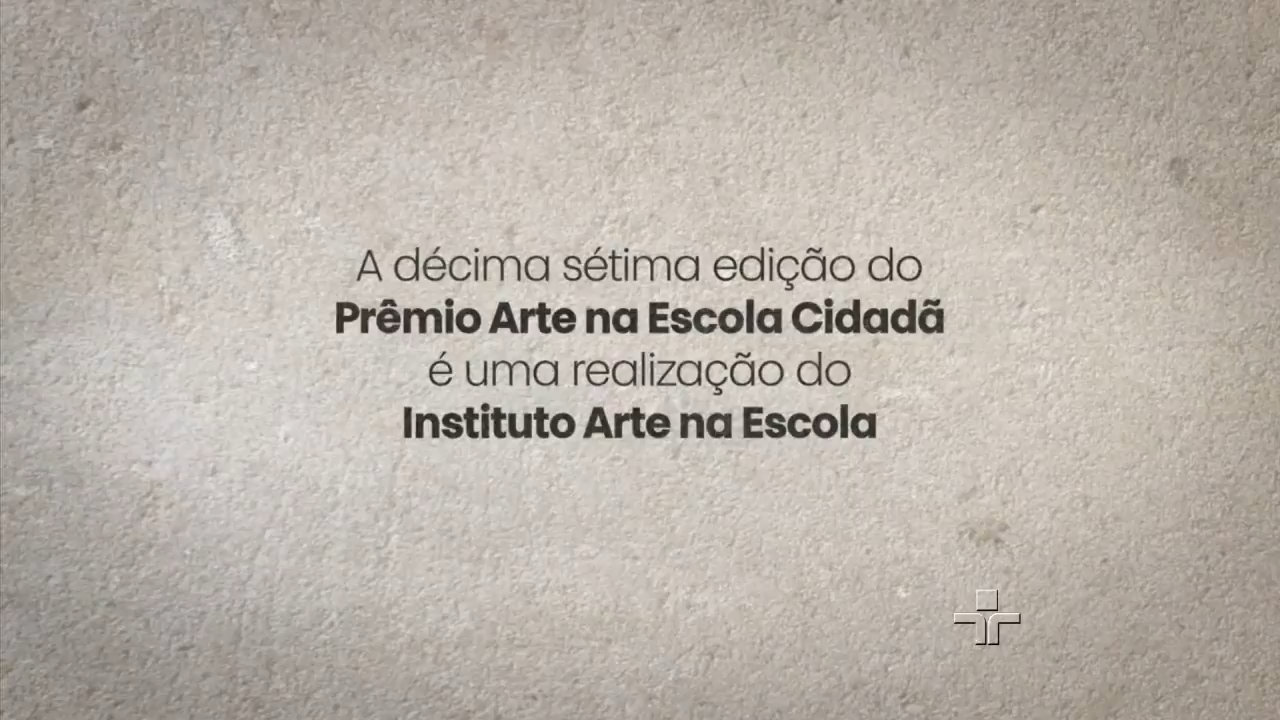 A décima sétima edição do
Prêmio Arte na Escola Cidadã
é uma realização do
Instituto Arte na Escola